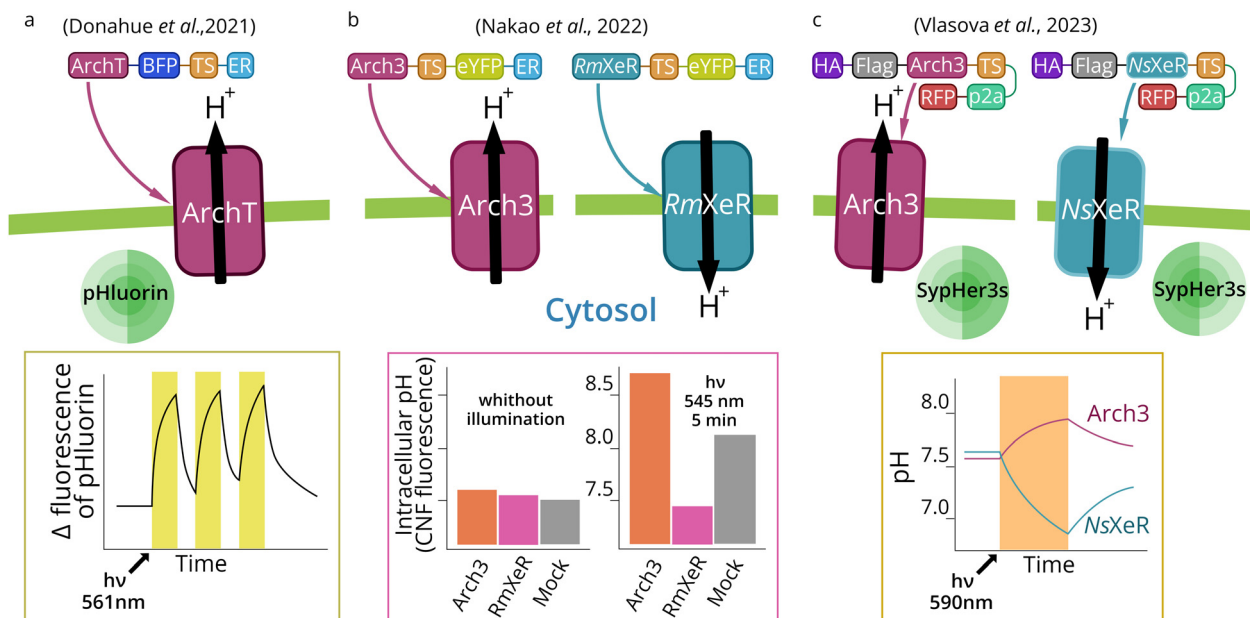 a
(Donahue et al.,2021)
ArchT BFP TS ER
H+
ArchT
pHluorin
Δ fluorescence
of pHluorin
Time
hν
561nm
b
(Nakao et al., 2022)
Arch3 TS eYFP ER
RmXeR TS eYFP ER
H+
Arch3
RmXeR
H+
Cytosol
Intracellular pH
(CNF fluorescence)
whithout
illumination
Arch3
RmXeR
Mock
8.5
8.0
7.5
hν
545 nm
5 min
Arch3
RmXeR
Mock
c
(Vlasova et al., 2023)
HA Flag Arch3 TS
RFP p2a
HA Flag NsXeR TS
RFP p2a
H+
Arch3
NsXeR
SypHer3s
SypHer3s
H+
pH
8.0
7.5
7.0
Arch3
NsXeR
Time
hν
590nm